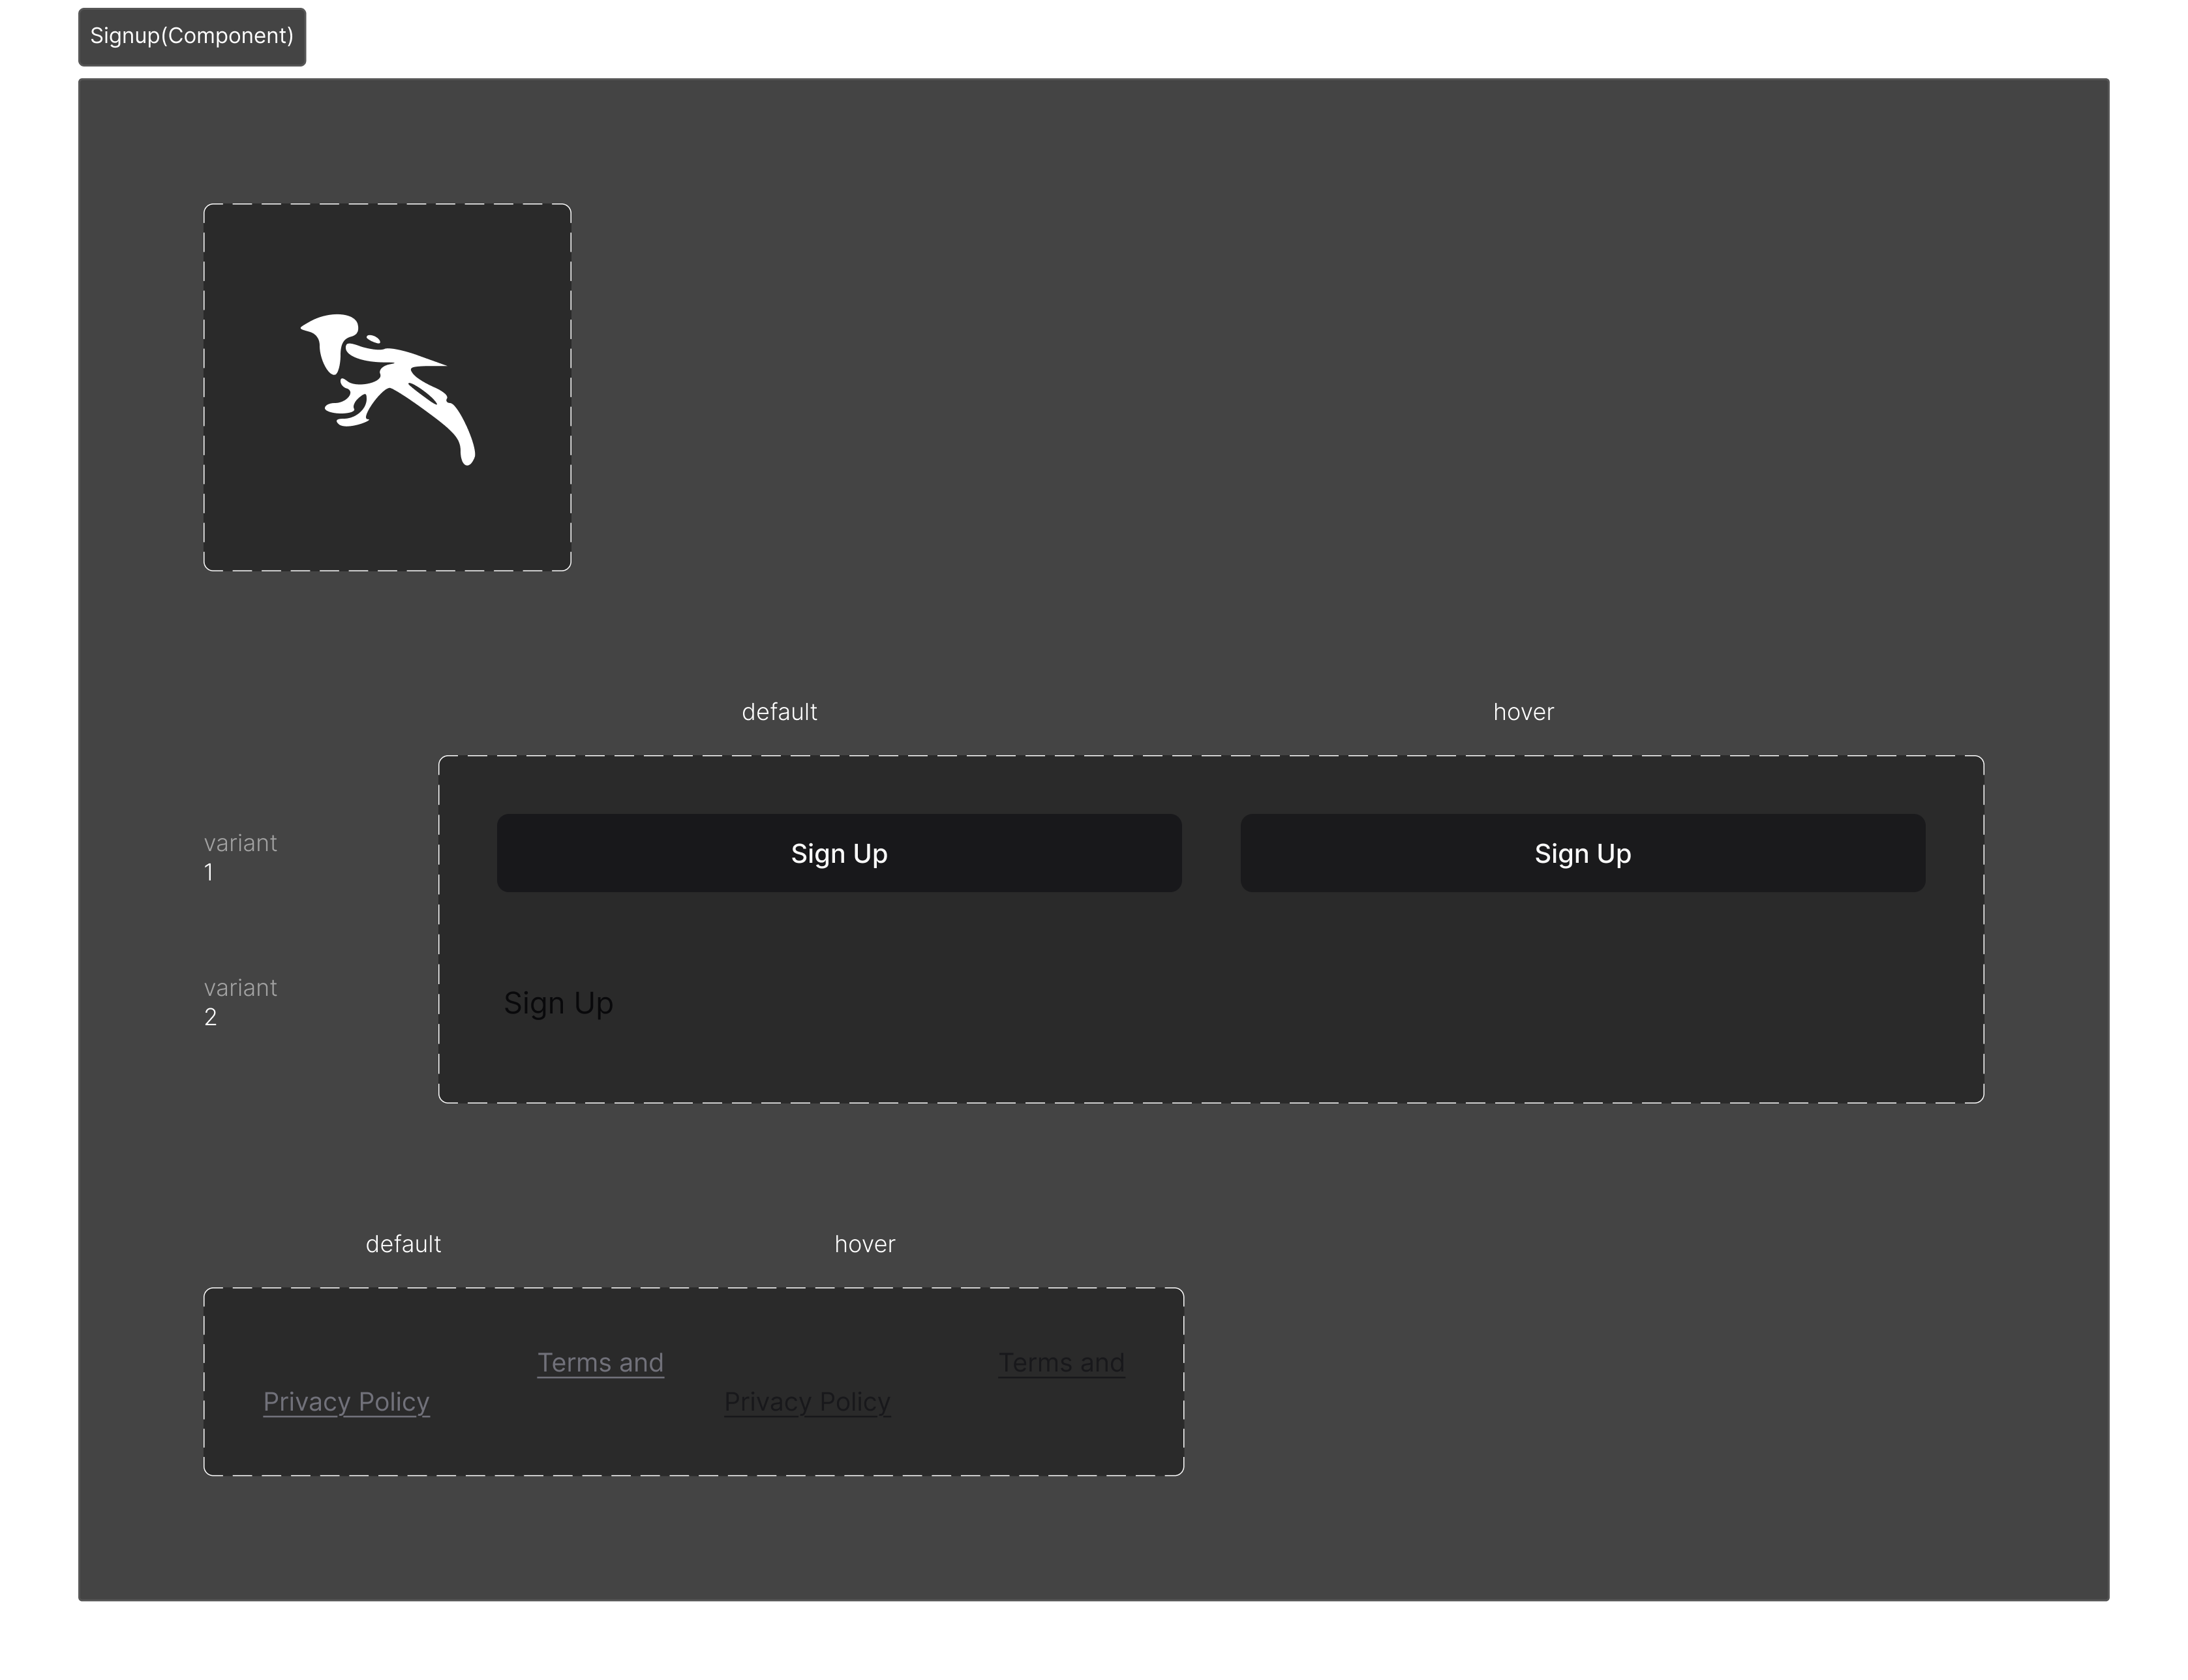 Signup(Component)
default
hover
variant
1
Sign Up
Sign Up
variant
2
Sign Up
default
hover
Terms and
Privacy Policy
Terms and
Privacy Policy